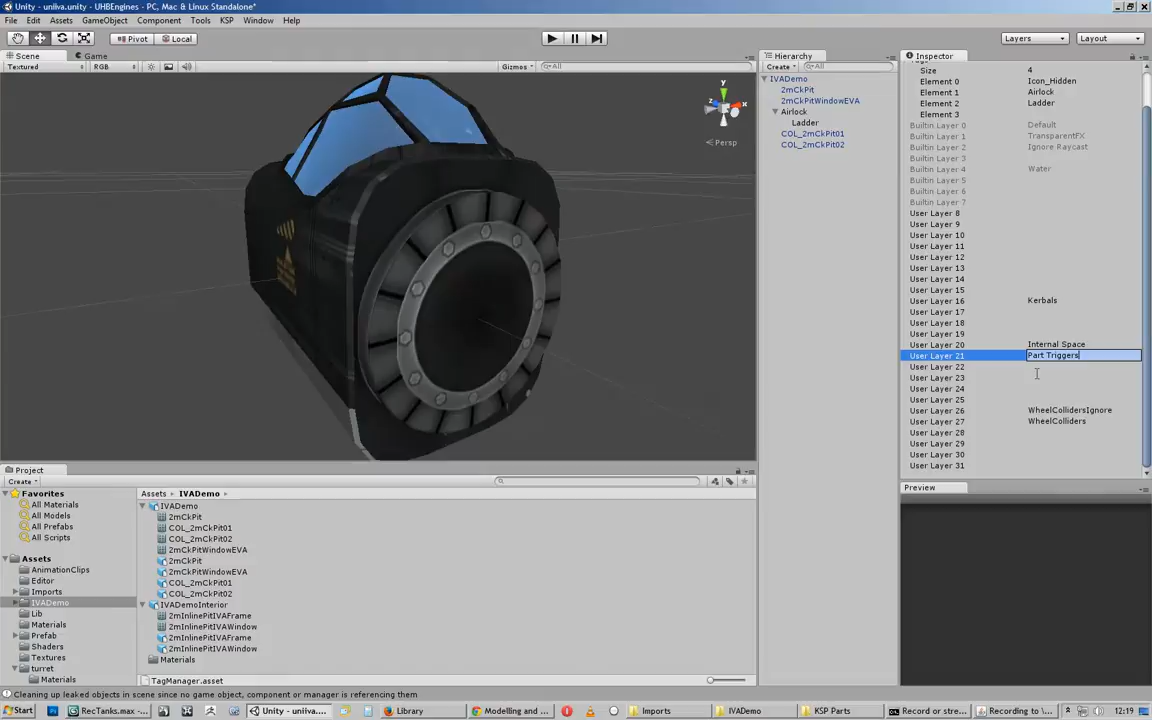 Unity - uniiva.unity - UHBEngines - PC, Mac & Linux Standalone*
File Edit Assets GameObject Component Tools KSP Window Help
Pivot Local Layers Layout
Scene Game
Textured RGB Gizmos All
Hierarchy
Create All
IVADemo
2mCkPit
2mCkPitWindowEVA
Airlock
Ladder
COL_2mCkPit01
COL_2mCkPit02
y
x
z
Persp
Inspector
Size 4
Element 0 Icon_Hidden
Element 1 Airlock
Element 2 Ladder
Element 3
Builtin Layer 0 Default
Builtin Layer 1 TransparentFX
Builtin Layer 2 Ignore Raycast
Builtin Layer 3
Builtin Layer 4 Water
Builtin Layer 5
Builtin Layer 6
Builtin Layer 7
User Layer 8
User Layer 9
User Layer 10
User Layer 11
User Layer 12
User Layer 13
User Layer 14
User Layer 15
User Layer 16 Kerbals
User Layer 17
User Layer 18
User Layer 19
User Layer 20 Internal Space
User Layer 21 Part Triggers
User Layer 22
User Layer 23
User Layer 24
User Layer 25
User Layer 26 WheelCollidersIgnore
User Layer 27 WheelColliders
User Layer 28
User Layer 29
User Layer 30
User Layer 31
Preview
Project
Create
Favorites
All Materials
All Models
All Prefabs
All Scripts
Assets
AnimationClips
Editor
Imports
IVADemo
Lib
Materials
Prefab
Shaders
Textures
turret
Materials
Assets IVADemo
IVADemo
2mCkPit
COL_2mCkPit01
COL_2mCkPit02
2mCkPitWindowEVA
2mCkPit
2mCkPitWindowEVA
COL_2mCkPit01
COL_2mCkPit02
IVADemoInterior
2mInlinePitIVAFrame
2mInlinePitIVAWindow
2mInlinePitIVAFrame
2mInlinePitIVAWindow
Materials
TagManager.asset
Cleaning up leaked objects in scene since no game object, component or manager is referencing them
Start RecTanks.max -... Unity - uniiva.... Library Modelling and ... Imports IVADemo KSP Parts Record or stre... Recording to \... 12:19